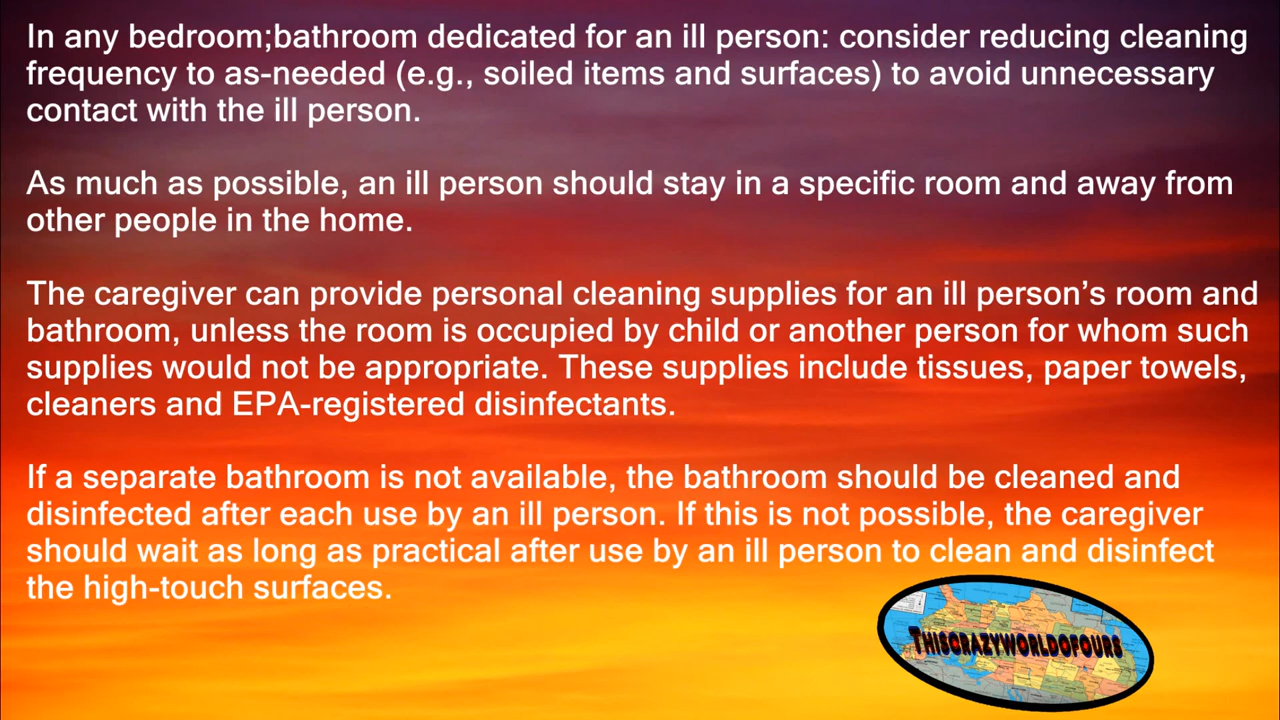 In any bedroom;bathroom dedicated for an ill person: consider reducing cleaning
frequency to as-needed (e.g., soiled items and surfaces) to avoid unnecessary
contact with the ill person.
As much as possible, an ill person should stay in a specific room and away from
other people in the home.
The caregiver can provide personal cleaning supplies for an ill person’s room and
bathroom, unless the room is occupied by child or another person for whom such
supplies would not be appropriate. These supplies include tissues, paper towels,
cleaners and EPA-registered disinfectants.
If a separate bathroom is not available, the bathroom should be cleaned and
disinfected after each use by an ill person. If this is not possible, the caregiver
should wait as long as practical after use by an ill person to clean and disinfect
the high-touch surfaces.
THISCRAZYWORLDOFOURS